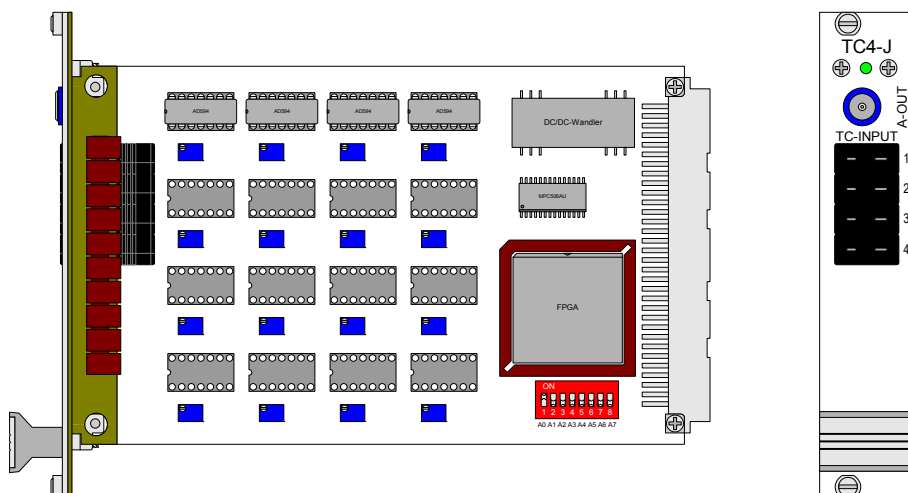 AD594 AD594 AD594 AD594
DC/DC-Wandler
MPC506AU
FPGA
ON
1 2 3 4 5 6 7 8
A0 A1 A2 A3 A4 A5 A6 A7
TC4-J
A-OUT
TC-INPUT
1
2
3
4